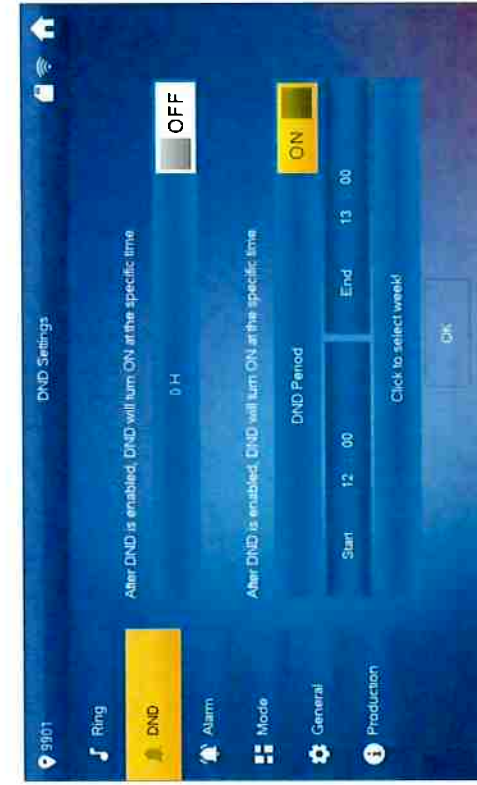 9901
DND Settings
Ring
DND
Alarm
Mode
General
Production
After DND is enabled, DND will turn ON at the specific time
0 H
OFF
After DND is enabled, DND will turn ON at the specific time
DND Period
ON
Start 12 00
End 13 00
Click to select week!
OK